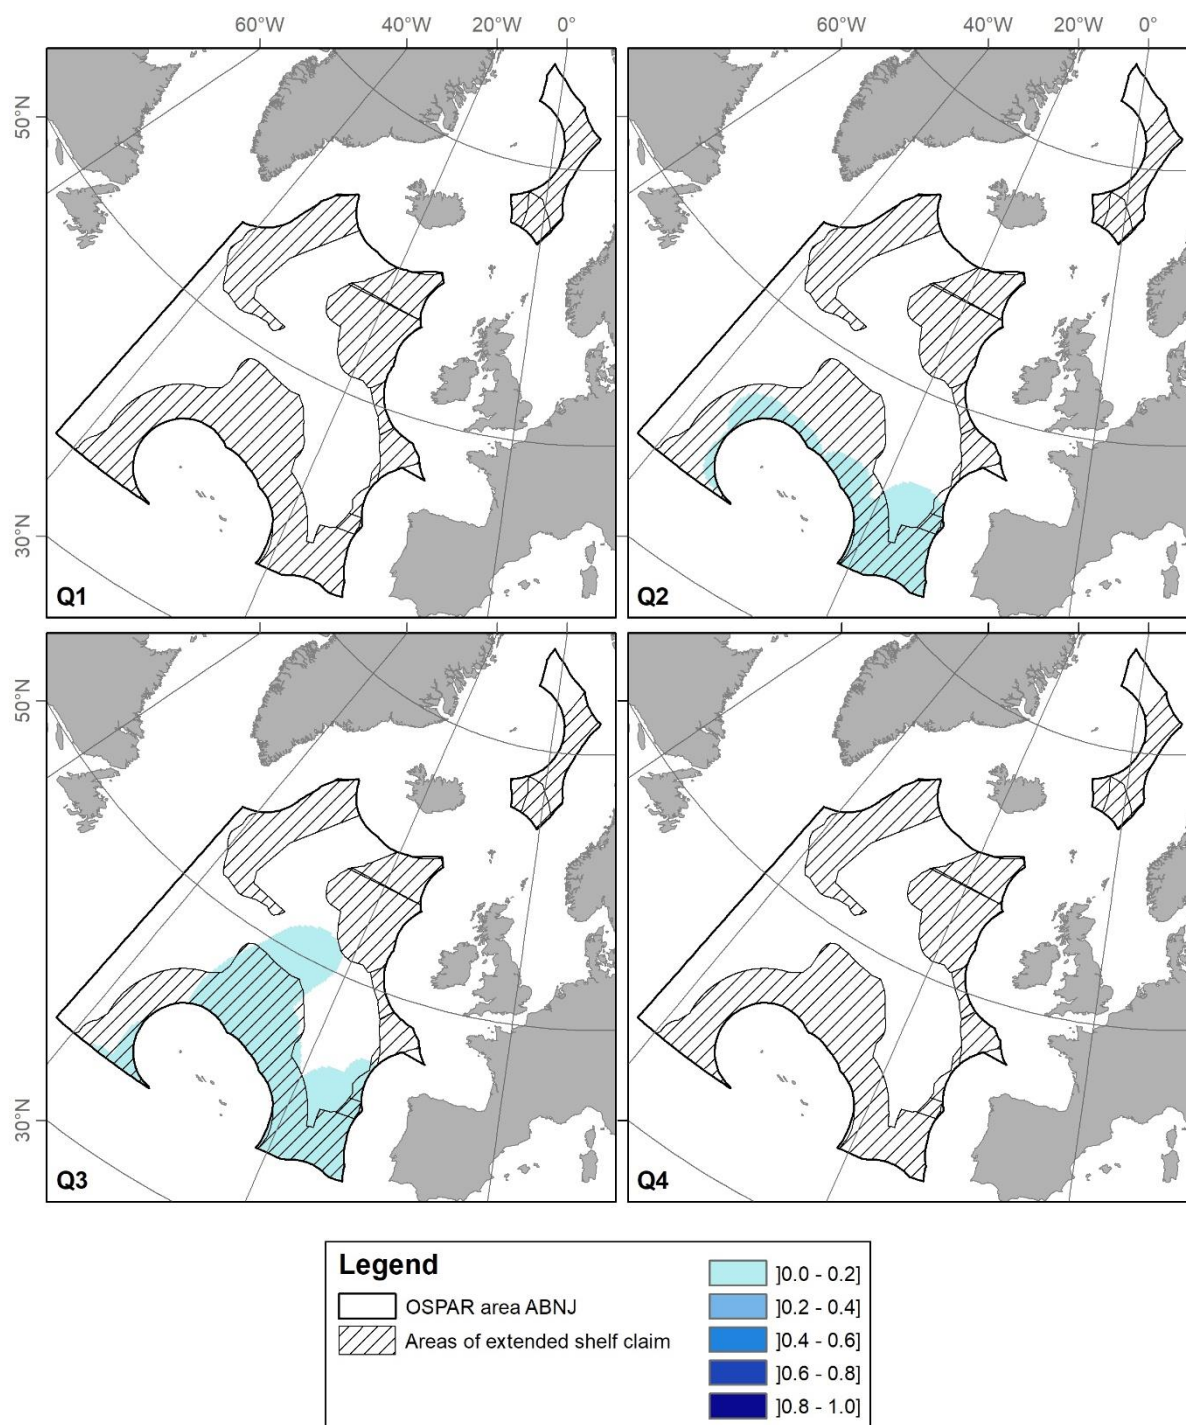 60°W 40°W 20°W 0° 60°W 40°W 20°W 0°
50°N
30°N
Q1 Q2
50°N
30°N
Q3 Q4
Legend
OSPAR area ABNJ
Areas of extended shelf claim
]0.0 - 0.2]
]0.2 - 0.4]
]0.4 - 0.6]
]0.6 - 0.8]
]0.8 - 1.0]